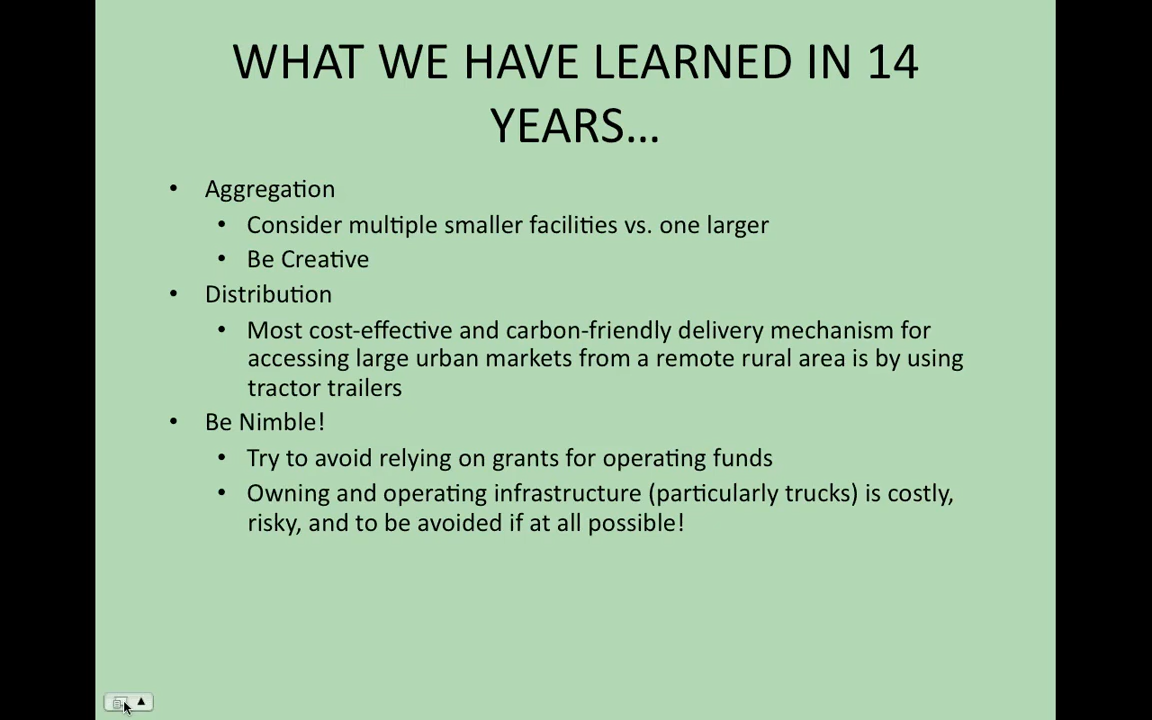 WHAT WE HAVE LEARNED IN 14
YEARS…
• Aggregation
• Consider multiple smaller facilities vs. one larger
• Be Creative
• Distribution
• Most cost-effective and carbon-friendly delivery mechanism for
accessing large urban markets from a remote rural area is by using
tractor trailers
• Be Nimble!
• Try to avoid relying on grants for operating funds
• Owning and operating infrastructure (particularly trucks) is costly,
risky, and to be avoided if at all possible!